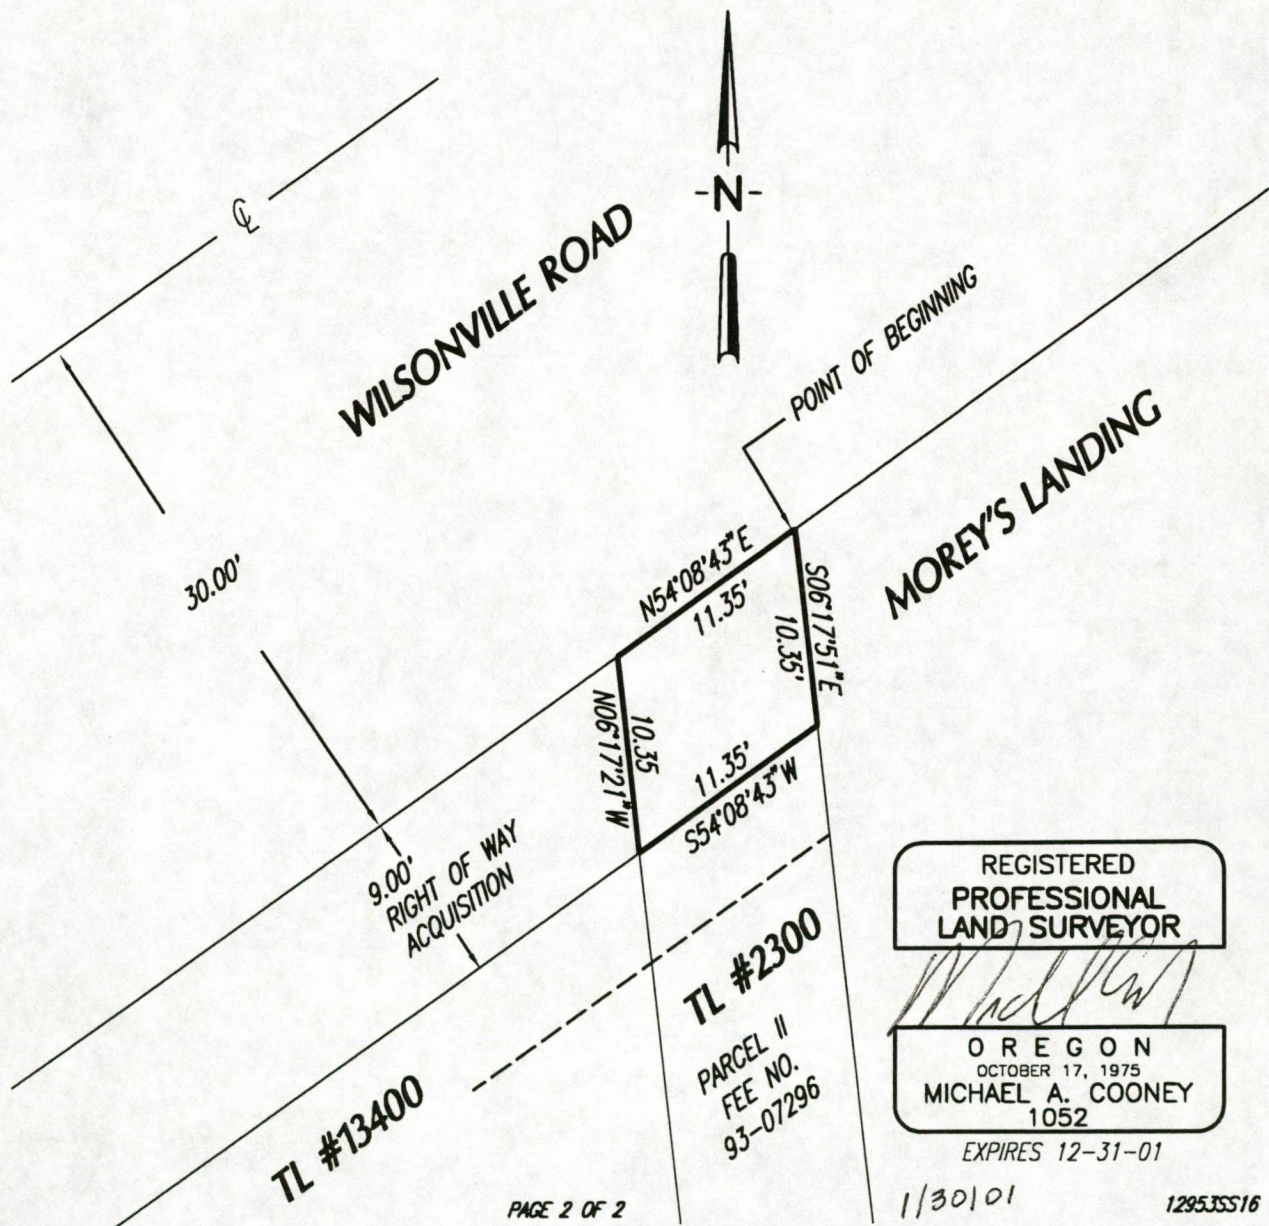 ℄
WILSONVILLE ROAD
-N-
POINT OF BEGINNING
MOREY'S LANDING
30.00'
N54°08'43"E
11.35'
S06°17'51"E
10.35'
N06°17'21"W
10.35
11.35'
S54°08'43"W
9.00'
RIGHT OF WAY
ACQUISITION
TL #2300
PARCEL II
FEE NO.
93-07296
TL #13400
REGISTERED
PROFESSIONAL
LAND SURVEYOR
OREGON
OCTOBER 17, 1975
MICHAEL A. COONEY
1052
EXPIRES 12-31-01
1/30/01
PAGE 2 OF 2
12953SS16